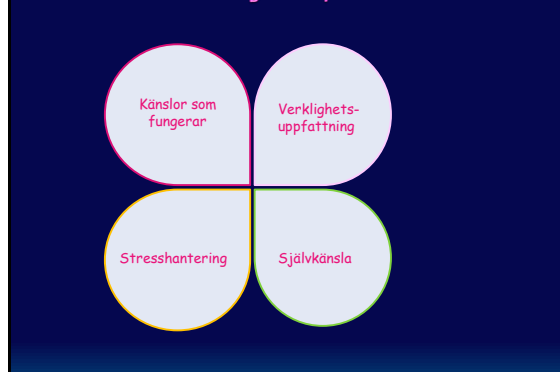 Känslor som
fungerar
Verklighets-
uppfattning
Stresshantering
Självkänsla